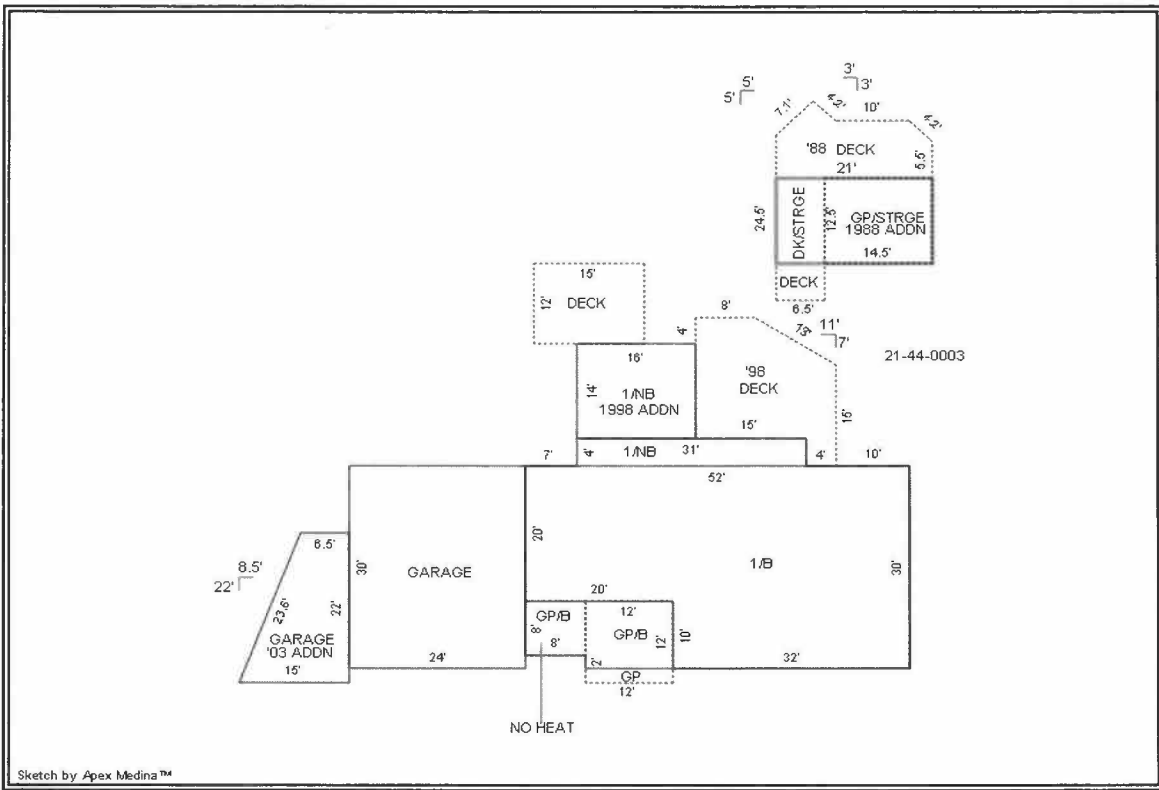 5'
5'
3'
3'
7.1'
4.2'
10'
4.2'
'88 DECK
5.5'
21'
24.5'
DK/STRGE
12.5'
GP/STRGE
1988 ADDN
14.5'
DECK
6.5'
15'
12'
DECK
8'
4'
13'
11'
7'
21-44-0003
16'
14'
1/NB
1998 ADDN
'98
DECK
15'
15'
7'
4'
1/NB
31'
4'
10'
52'
20'
30'
GARAGE
1/B
30'
6.5'
8.5'
22'
23.6'
22'
GARAGE
'03 ADDN
15'
24'
20'
GP/B
8'
8'
12'
GP/B
12'
10'
2'
GP
12'
32'
NO HEAT
Sketch by Apex Medina™